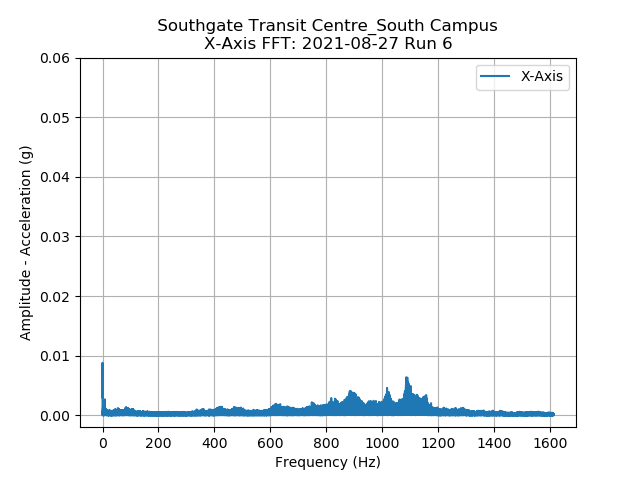 Southgate Transit Centre_South Campus
X-Axis FFT: 2021-08-27 Run 6
X-Axis
0.06
0.05
0.04
0.03
0.02
0.01
0.00
Amplitude - Acceleration (g)
0 200 400 600 800 1000 1200 1400 1600
Frequency (Hz)